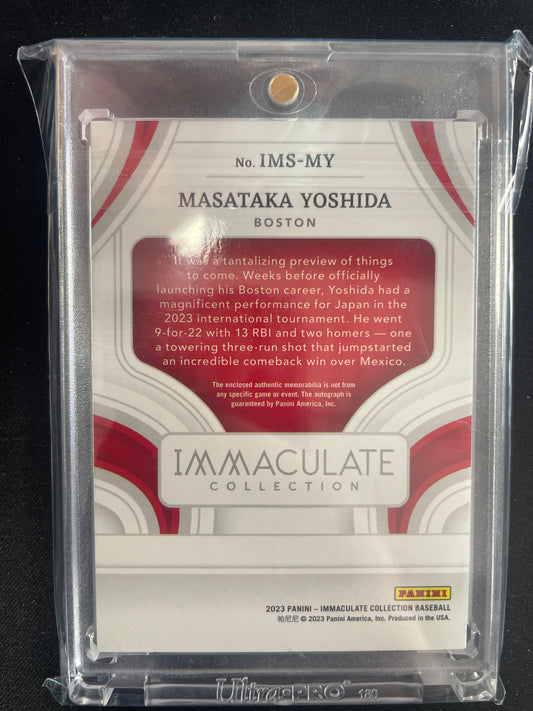 No. IMS-MY
MASATAKA YOSHIDA
BOSTON
It was a tantalizing preview of things
to come. Weeks before officially
launching his Boston career, Yoshida had a
magnificent performance for Japan in the
2023 international tournament. He went
9-for-22 with 13 RBI and two homers — one
a towering three-run shot that jumpstarted
an incredible comeback win over Mexico.
The enclosed authentic memorabilia is not from
any specific game or event. The autograph is
guaranteed by Panini America, Inc.
IMMACULATE
COLLECTION
PANINI
2023 PANINI – IMMACULATE COLLECTION BASEBALL
帕尼尼 © 2023 Panini America, Inc. Produced in the USA.
Ultra·PRO® 180